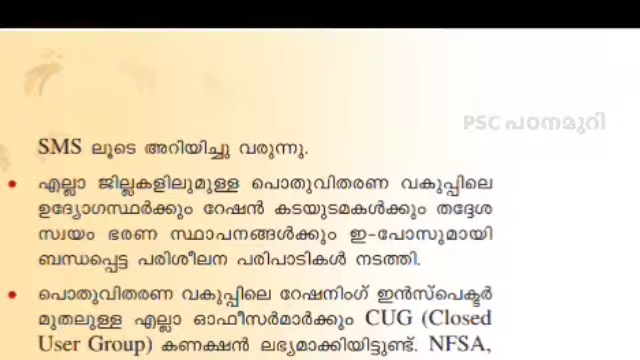 PSC പഠനമുറി
SMS ലൂടെ അറിയിച്ചു വരുന്നു.
• എല്ലാ ജില്ലകളിലുമുള്ള പൊതുവിതരണ വകുപ്പിലെ
ഉദ്യോഗസ്ഥർക്കും റേഷൻ കടയുടമകൾക്കും തദ്ദേശ
സ്വയം ഭരണ സ്ഥാപനങ്ങൾക്കും ഇ-പോസുമായി
ബന്ധപ്പെട്ട പരിശീലന പരിപാടികൾ നടത്തി.
• പൊതുവിതരണ വകുപ്പിലെ റേഷനിംഗ് ഇൻസ്പെക്ടർ
മുതലുള്ള എല്ലാ ഓഫീസർമാർക്കും CUG (Closed
User Group) കണക്ഷൻ ലഭ്യമാക്കിയിട്ടുണ്ട്. NFSA,